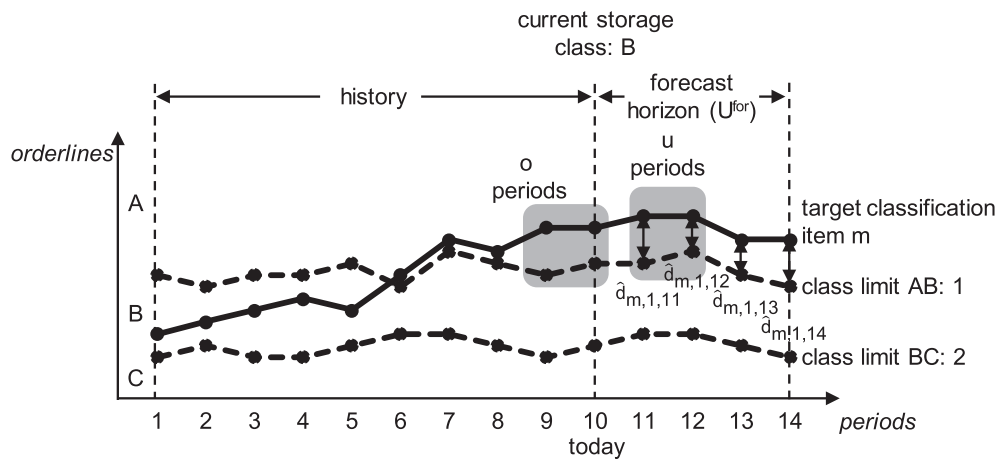 current storage
class: B
history
forecast
horizon (U^for)
u
periods
o
periods
orderlines
A
B
C
target classification
item m
class limit AB: 1
class limit BC: 2
d̂m,1,11
d̂m,1,12
d̂m,1,13
d̂m,1,14
1 2 3 4 5 6 7 8 9 10 11 12 13 14 periods
today